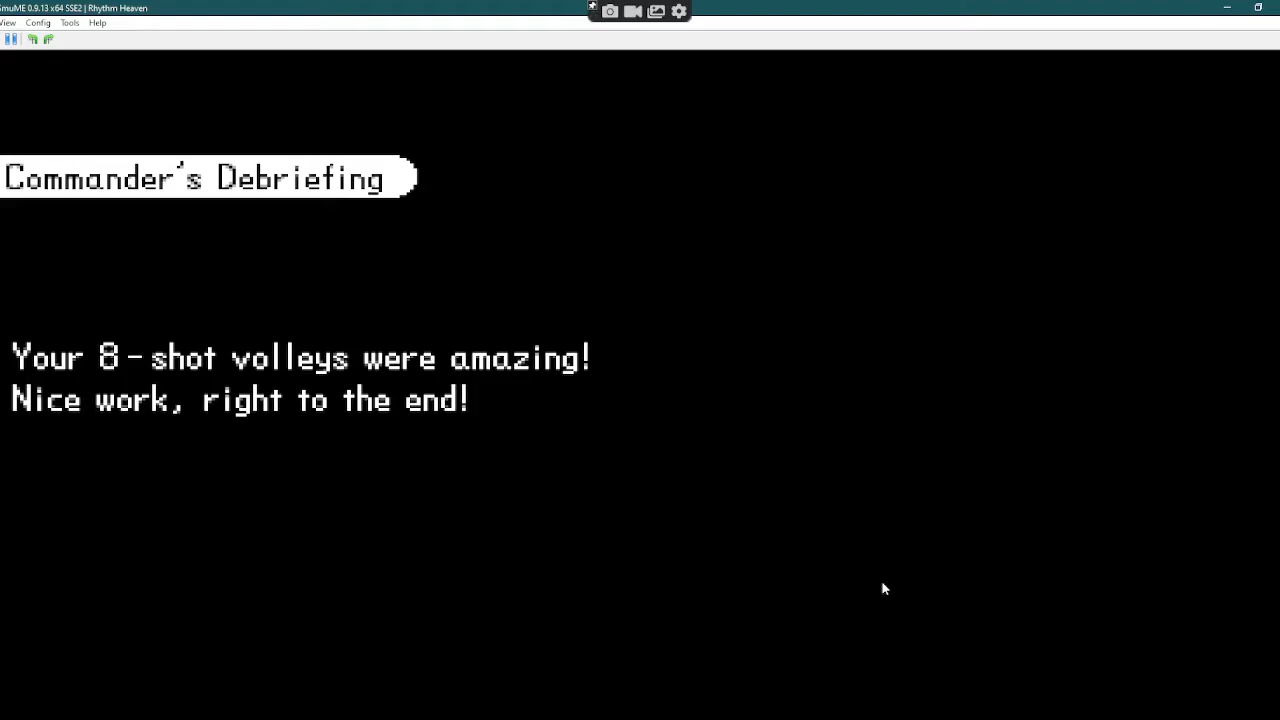 SmuME 0.9.13 x64 SSE2 | Rhythm Heaven
View Config Tools Help
Commander's Debriefing
Your 8-shot volleys were amazing!
Nice work, right to the end!